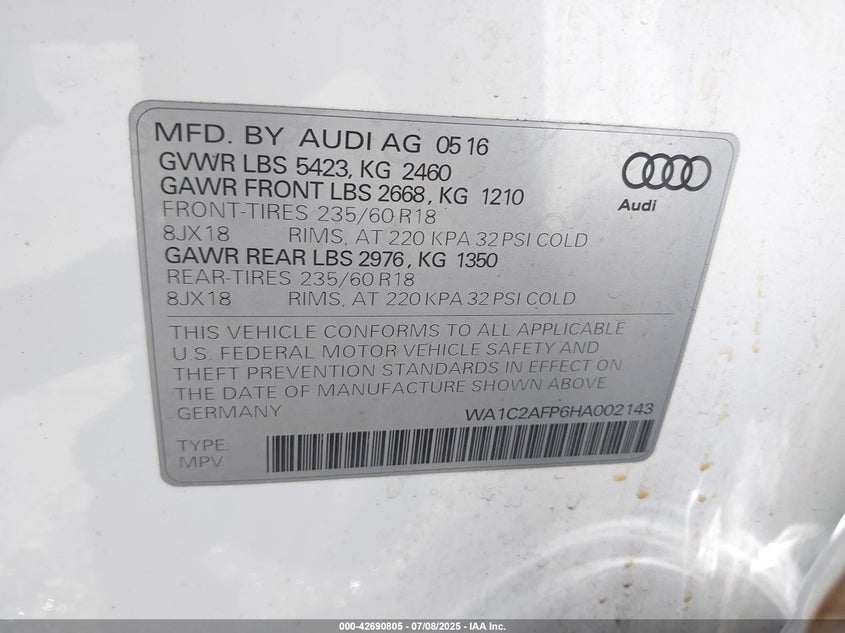 MFD. BY AUDI AG 0516
GVWR LBS 5423, KG 2460
GAWR FRONT LBS 2668, KG 1210
FRONT-TIRES 235/60 R18
8JX18 RIMS, AT 220 KPA 32 PSI COLD
GAWR REAR LBS 2976, KG 1350
REAR-TIRES 235/60 R18
8JX18 RIMS, AT 220 KPA 32 PSI COLD
Audi
THIS VEHICLE CONFORMS TO ALL APPLICABLE
U.S. FEDERAL MOTOR VEHICLE SAFETY AND
THEFT PREVENTION STANDARDS IN EFFECT ON
THE DATE OF MANUFACTURE SHOWN ABOVE.
GERMANY WA1C2AFP6HA002143
TYPE:
MPV
000-42690805 - 07/08/2025 - IAA Inc.